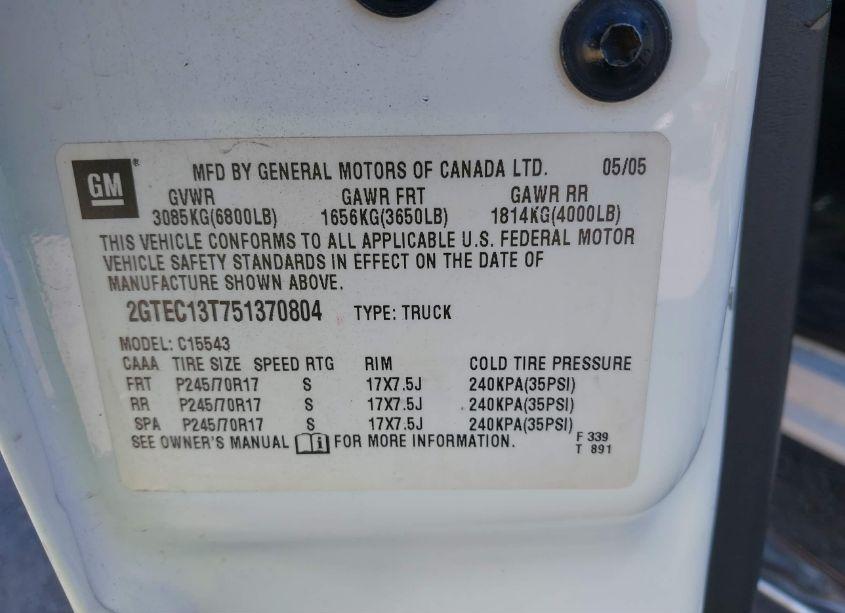 GM ® MFD BY GENERAL MOTORS OF CANADA LTD. 05/05
GVWR GAWR FRT GAWR RR
3085KG(6800LB) 1656KG(3650LB) 1814KG(4000LB)
THIS VEHICLE CONFORMS TO ALL APPLICABLE U.S. FEDERAL MOTOR
VEHICLE SAFETY STANDARDS IN EFFECT ON THE DATE OF
MANUFACTURE SHOWN ABOVE.
2GTEC13T751370804 TYPE: TRUCK
MODEL: C15543
CAAA TIRE SIZE SPEED RTG RIM COLD TIRE PRESSURE
FRT P245/70R17 S 17X7.5J 240KPA(35PSI)
RR P245/70R17 S 17X7.5J 240KPA(35PSI)
SPA P245/70R17 S 17X7.5J 240KPA(35PSI)
SEE OWNER'S MANUAL i FOR MORE INFORMATION. F 339
T 891